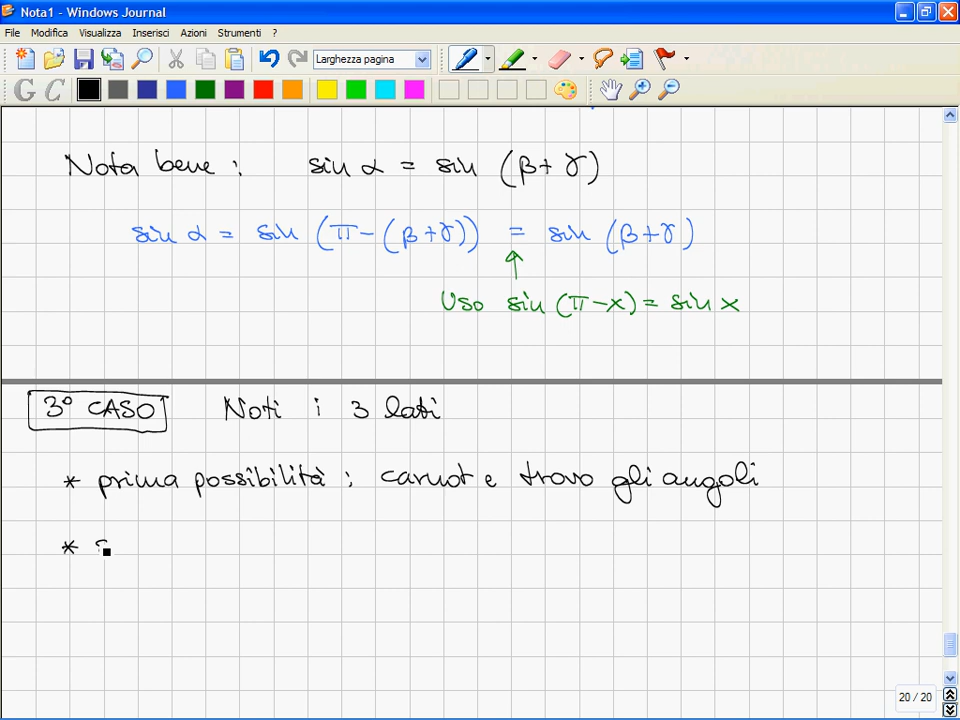 Nota1 - Windows Journal
File Modifica Visualizza Inserisci Azioni Strumenti ?
Larghezza pagina
G C
Nota bene : sin α = sin (β+γ)
sin α = sin (π-(β+γ)) = sin (β+γ)
Uso sin (π-x) = sin x
3° CASO Noti i 3 lati
* prima possibilità : carnot e trovo gli angoli
*
20 / 20